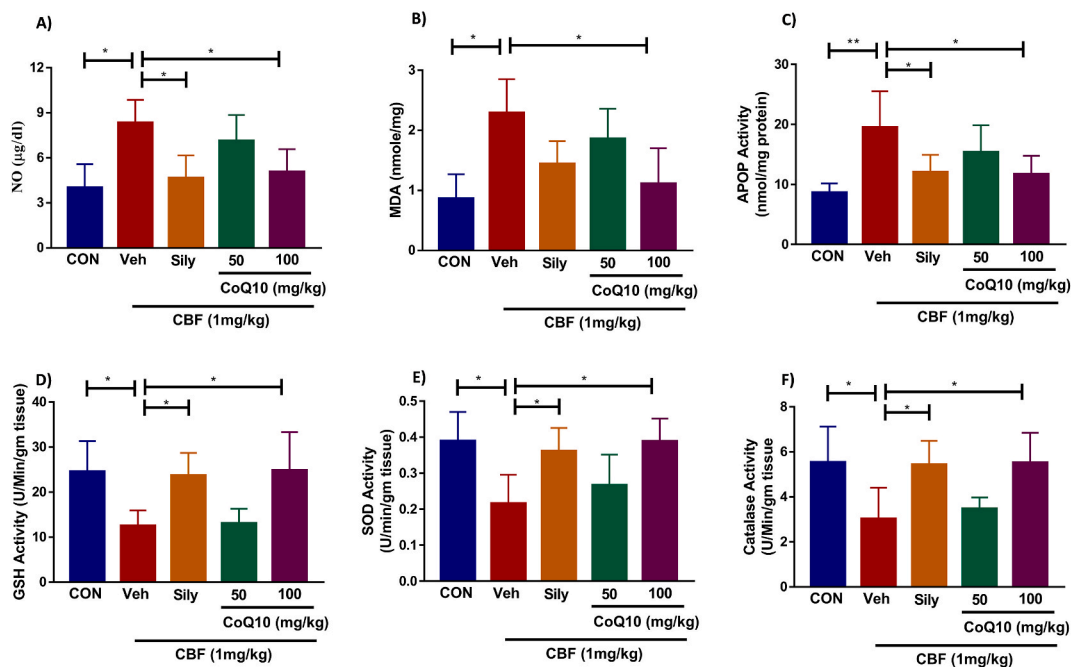 A)
* *
*
NO (µg/dl)
12
9
6
3
0
CON Veh Sily 50 100
CoQ10 (mg/kg)
CBF (1mg/kg)
B)
* *
MDA (nmole/mg)
3
2
1
0
CON Veh Sily 50 100
CoQ10 (mg/kg)
CBF (1mg/kg)
C)
** *
*
APOP Activity
(nmol/mg protein)
30
20
10
0
CON Veh Sily 50 100
CoQ10 (mg/kg)
CBF (1mg/kg)
D)
* *
*
GSH Activity (U/Min/gm tissue)
40
30
20
10
0
CON Veh Sily 50 100
CoQ10 (mg/kg)
CBF (1mg/kg)
E)
* *
*
SOD Activity
(U/min/gm tissue)
0.5
0.4
0.3
0.2
0.1
0.0
CON Veh Sily 50 100
CoQ10 (mg/kg)
CBF (1mg/kg)
F)
* *
*
Catalase Activity
(U/Min/gm tissue)
8
6
4
2
0
CON Veh Sily 50 100
CoQ10 (mg/kg)
CBF (1mg/kg)